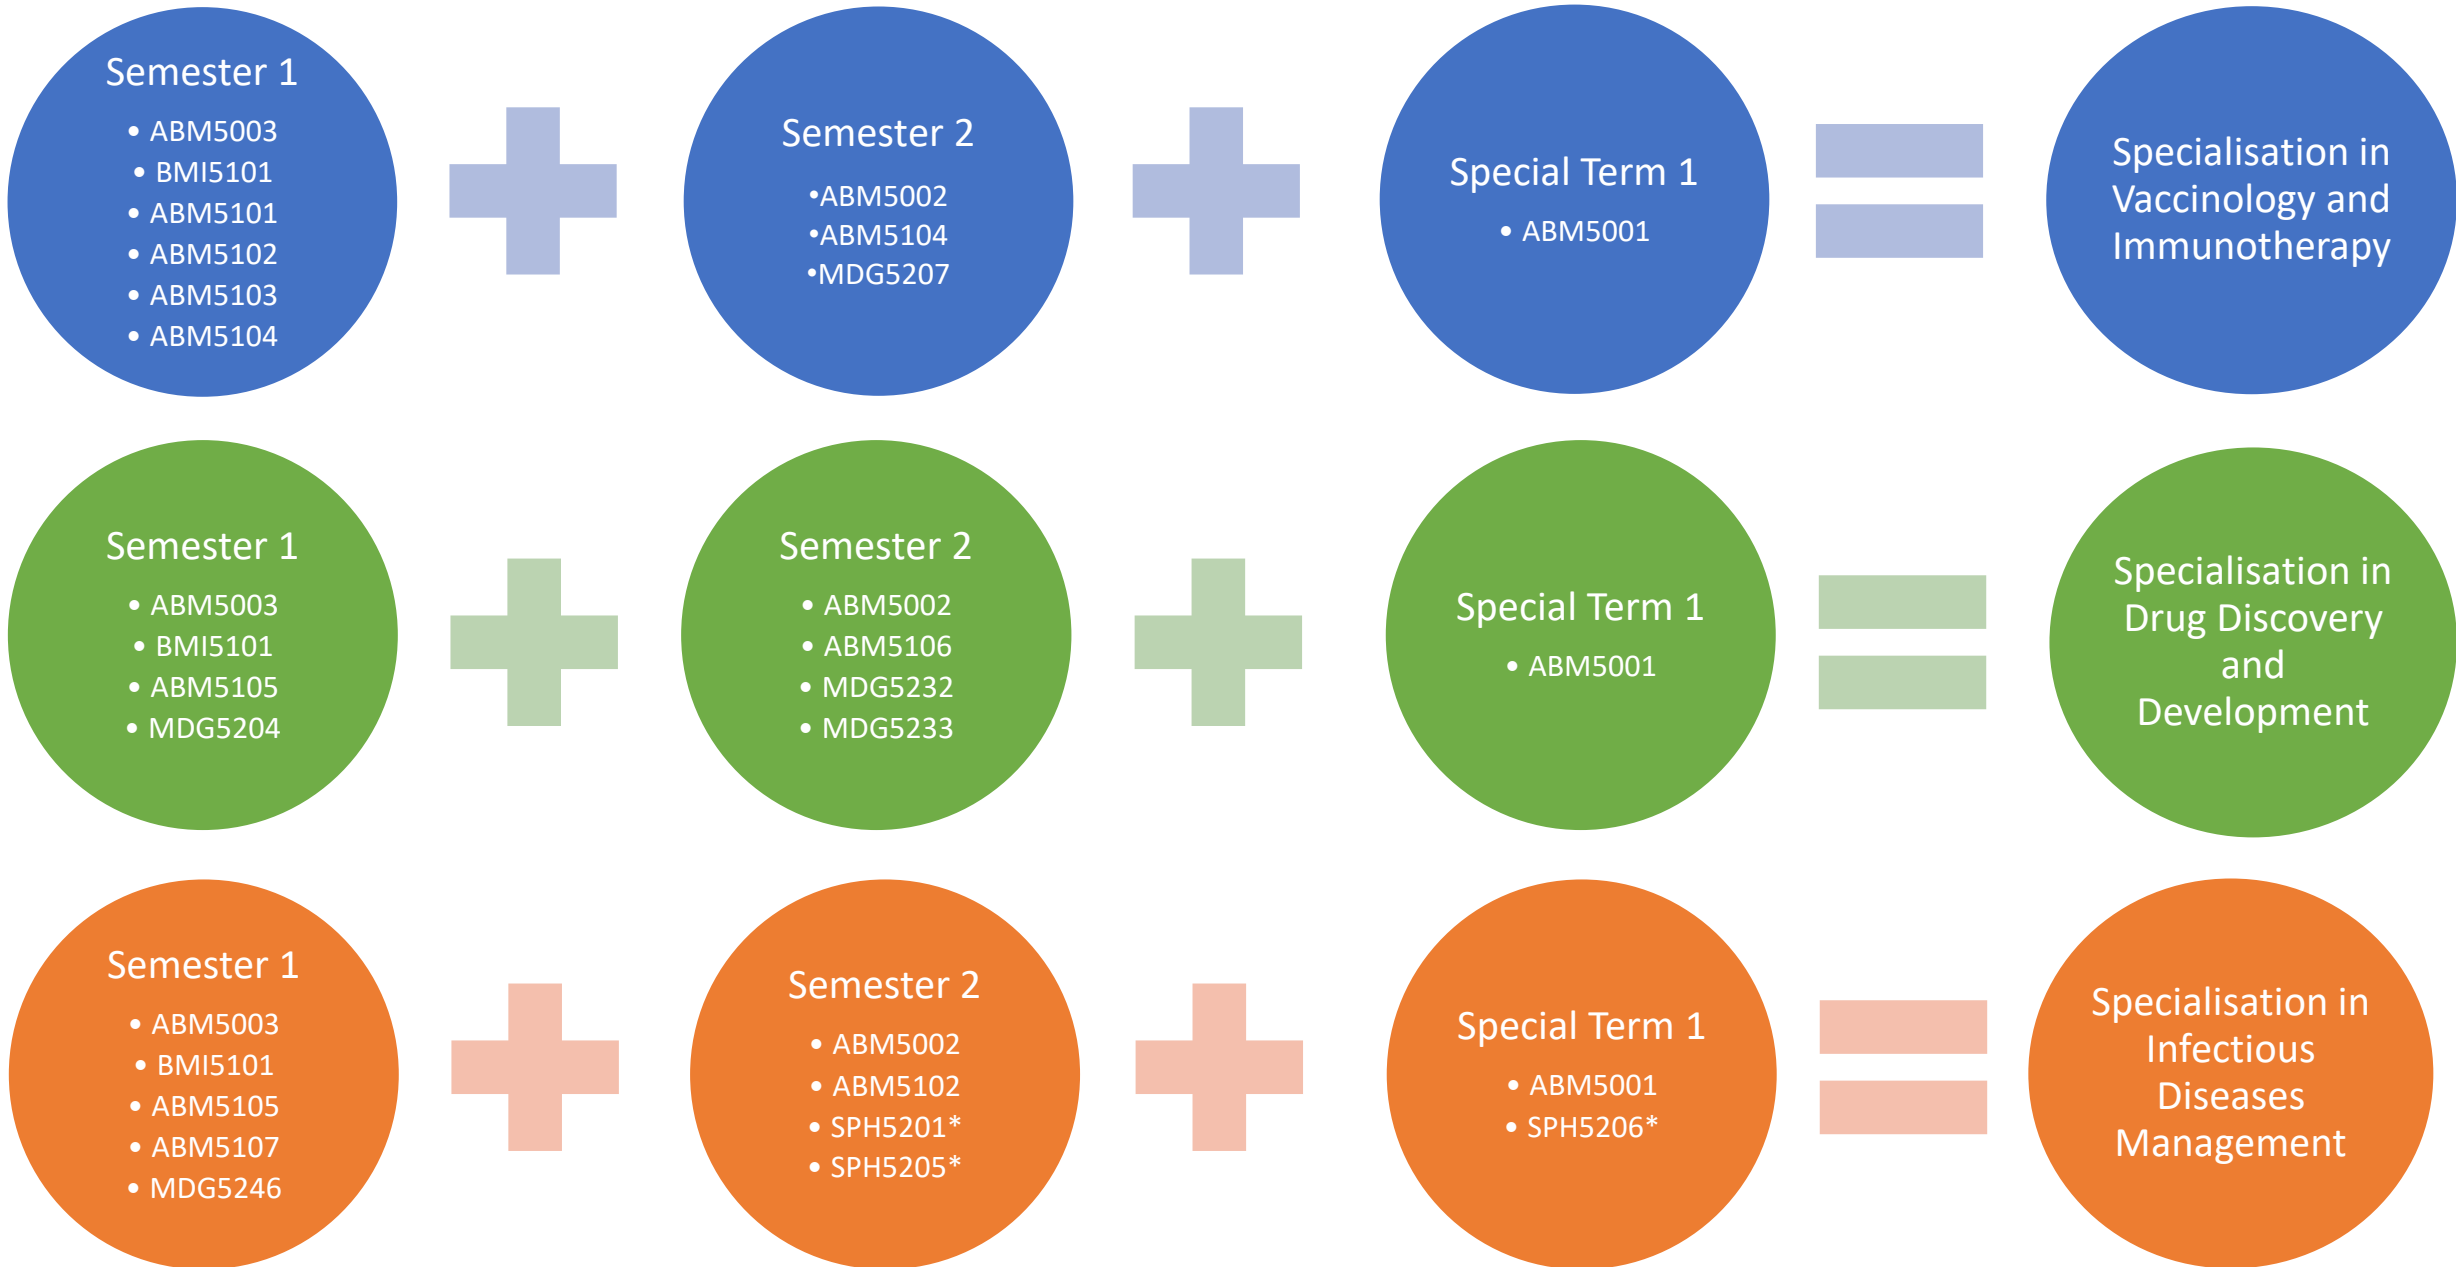 Semester 1
• ABM5003
• BMI5101
• ABM5101
• ABM5102
• ABM5103
• ABM5104
Semester 2
•ABM5002
•ABM5104
•MDG5207
Special Term 1
• ABM5001
Specialisation in
Vaccinology and
Immunotherapy
Semester 1
• ABM5003
• BMI5101
• ABM5105
• MDG5204
Semester 2
• ABM5002
• ABM5106
• MDG5232
• MDG5233
Special Term 1
• ABM5001
Specialisation in
Drug Discovery
and
Development
Semester 1
• ABM5003
• BMI5101
• ABM5105
• ABM5107
• MDG5246
Semester 2
• ABM5002
• ABM5102
• SPH5201*
• SPH5205*
Special Term 1
• ABM5001
• SPH5206*
Specialisation in
Infectious
Diseases
Management